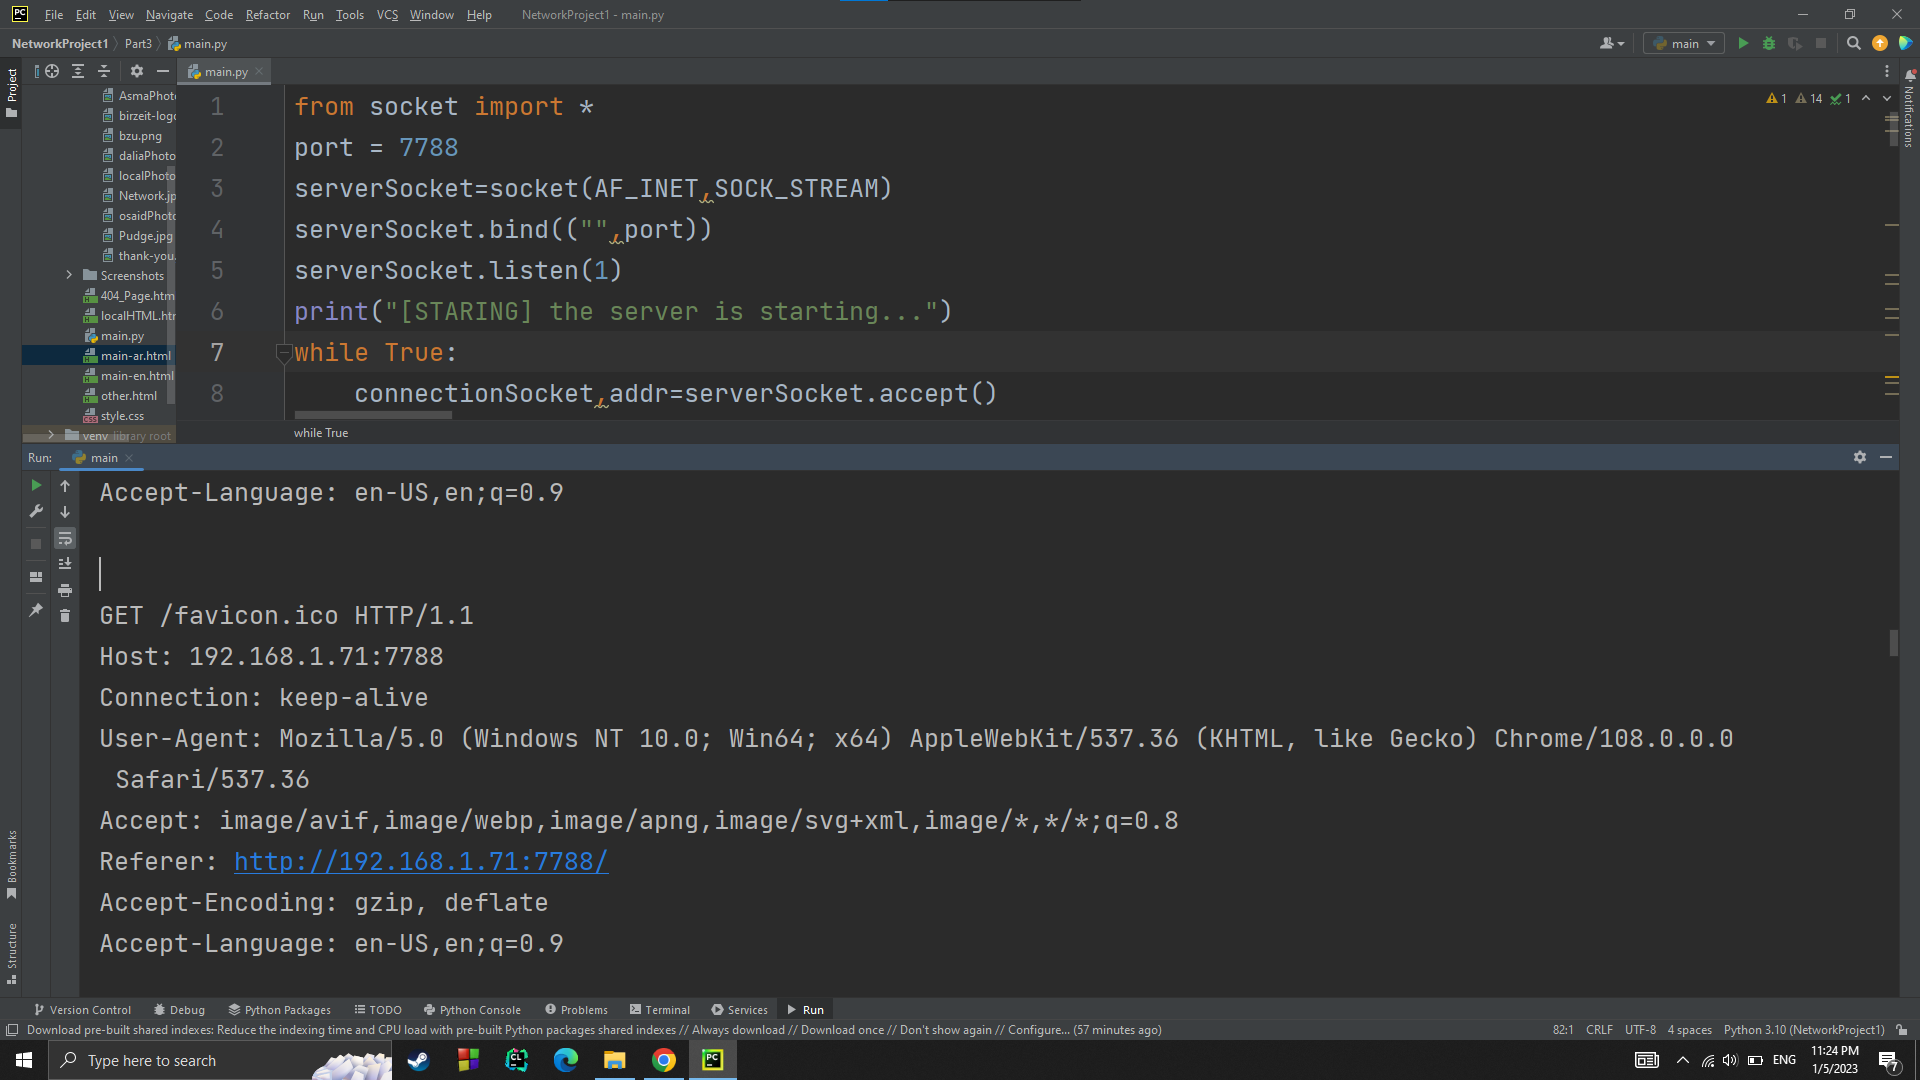 PC File Edit View Navigate Code Refactor Run Tools VCS Window Help NetworkProject1 - main.py
NetworkProject1 Part3 main.py
main
Project
main.py
AsmaPhoto
birzeit-logo
bzu.png
daliaPhoto
localPhoto
Network.jp
osaidPhoto
Pudge.jpg
thank-you.
Screenshots
404_Page.htm
localHTML.htm
main.py
main-ar.html
main-en.html
other.html
style.css
venv library root
1 from socket import *
2 port = 7788
3 serverSocket=socket(AF_INET,SOCK_STREAM)
4 serverSocket.bind(("",port))
5 serverSocket.listen(1)
6 print("[STARING] the server is starting...")
7 while True:
8 connectionSocket,addr=serverSocket.accept()
1 14 1
Notifications
while True
Run: main
Accept-Language: en-US,en;q=0.9
GET /favicon.ico HTTP/1.1
Host: 192.168.1.71:7788
Connection: keep-alive
User-Agent: Mozilla/5.0 (Windows NT 10.0; Win64; x64) AppleWebKit/537.36 (KHTML, like Gecko) Chrome/108.0.0.0
Safari/537.36
Accept: image/avif,image/webp,image/apng,image/svg+xml,image/*,*/*;q=0.8
Referer: http://192.168.1.71:7788/
Accept-Encoding: gzip, deflate
Accept-Language: en-US,en;q=0.9
Bookmarks
Structure
Version Control Debug Python Packages TODO Python Console Problems Terminal Services Run
Download pre-built shared indexes: Reduce the indexing time and CPU load with pre-built Python packages shared indexes // Always download // Download once // Don't show again // Configure... (57 minutes ago)
82:1 CRLF UTF-8 4 spaces Python 3.10 (NetworkProject1)
Type here to search
CL
PC
ENG
11:24 PM
1/5/2023
7